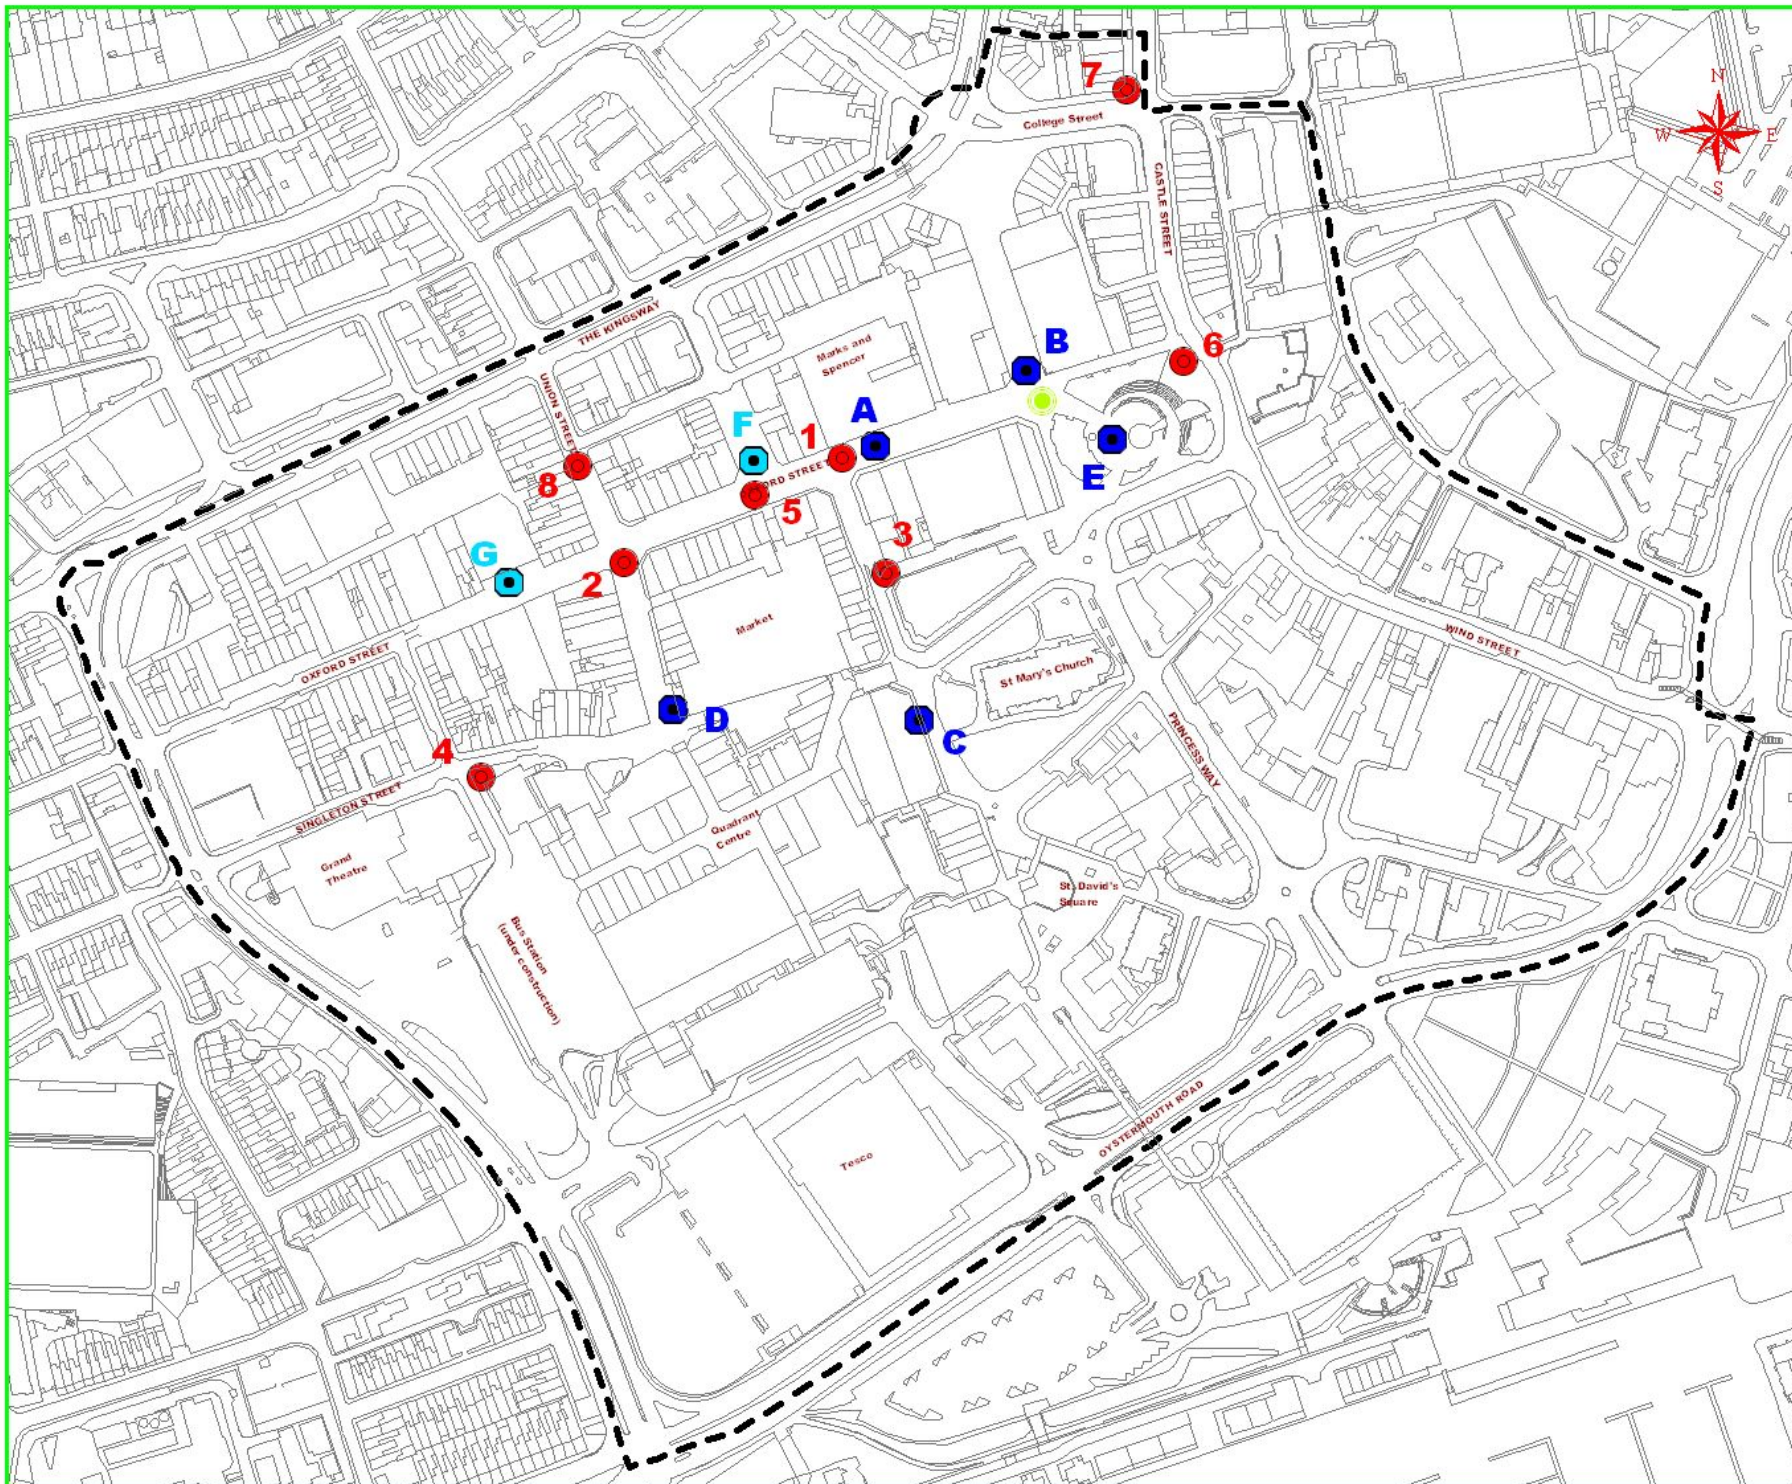 7
N
W
E
S
College Street
CASTLE STREET
THE KINGSWAY
B
6
Marks and
Spencer
UNION STREET
A
F
1
E
8
ORD STREET
5
3
G
2
Market
WIND STREET
OXFORD STREET
St Mary's Church
D
C
PRINCESS WAY
4
SINGLETON STREET
Quadrant
Centre
Grand
Theatre
St. David's
Square
Bus Station
(under construction)
OYSTERMOUTH ROAD
Tesco